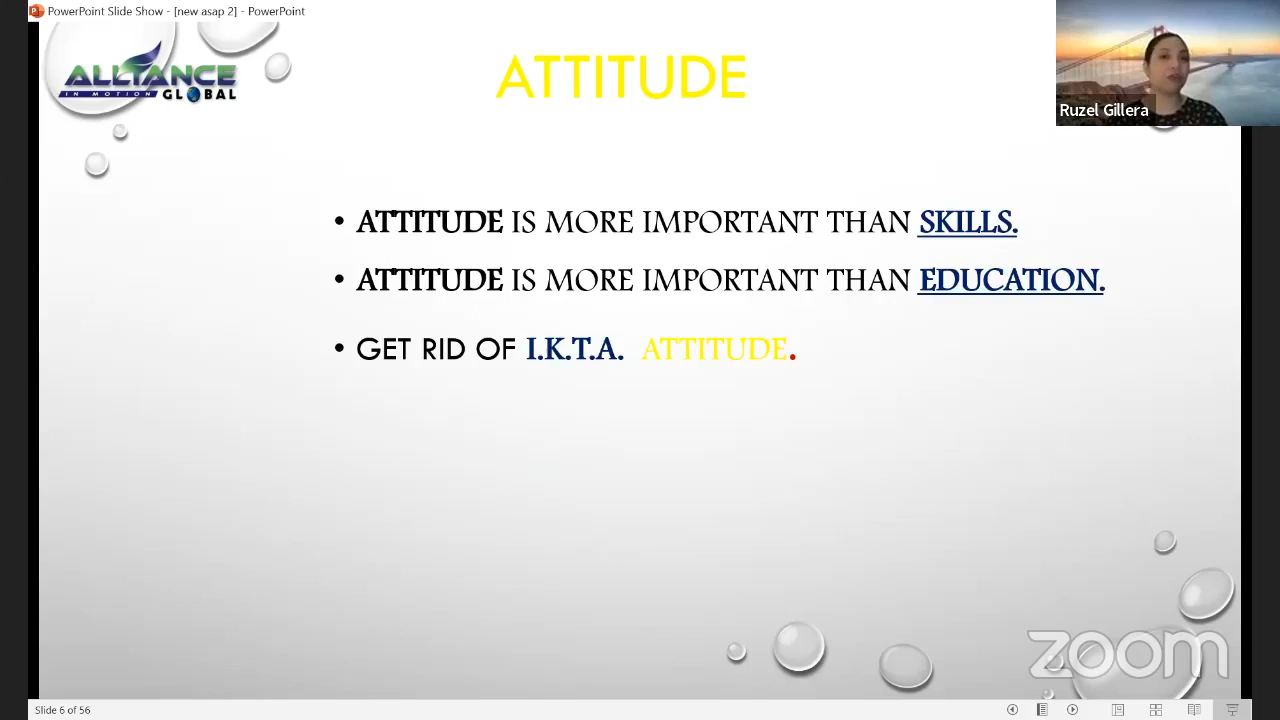 PowerPoint Slide Show - [new asap 2] - PowerPoint
ALLIANCE
IN MOTION GLOBAL
ATTITUDE
Ruzel Gillera
• ATTITUDE IS MORE IMPORTANT THAN SKILLS.
• ATTITUDE IS MORE IMPORTANT THAN EDUCATION.
• GET RID OF I.K.T.A. ATTITUDE.
zoom
Slide 6 of 56